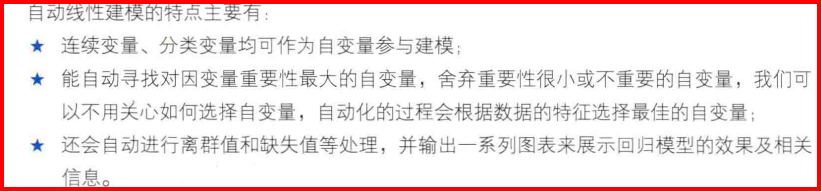 自动线性建模的特点主要有:
★ 连续变量、分类变量均可作为自变量参与建模;
★ 能自动寻找对因变量重要性最大的自变量，舍弃重要性很小或不重要的自变量，我们可
以不用关心如何选择自变量，自动化的过程会根据数据的特征选择最佳的自变量;
★ 还会自动进行离群值和缺失值等处理，并输出一系列图表来展示回归模型的效果及相关
信息。